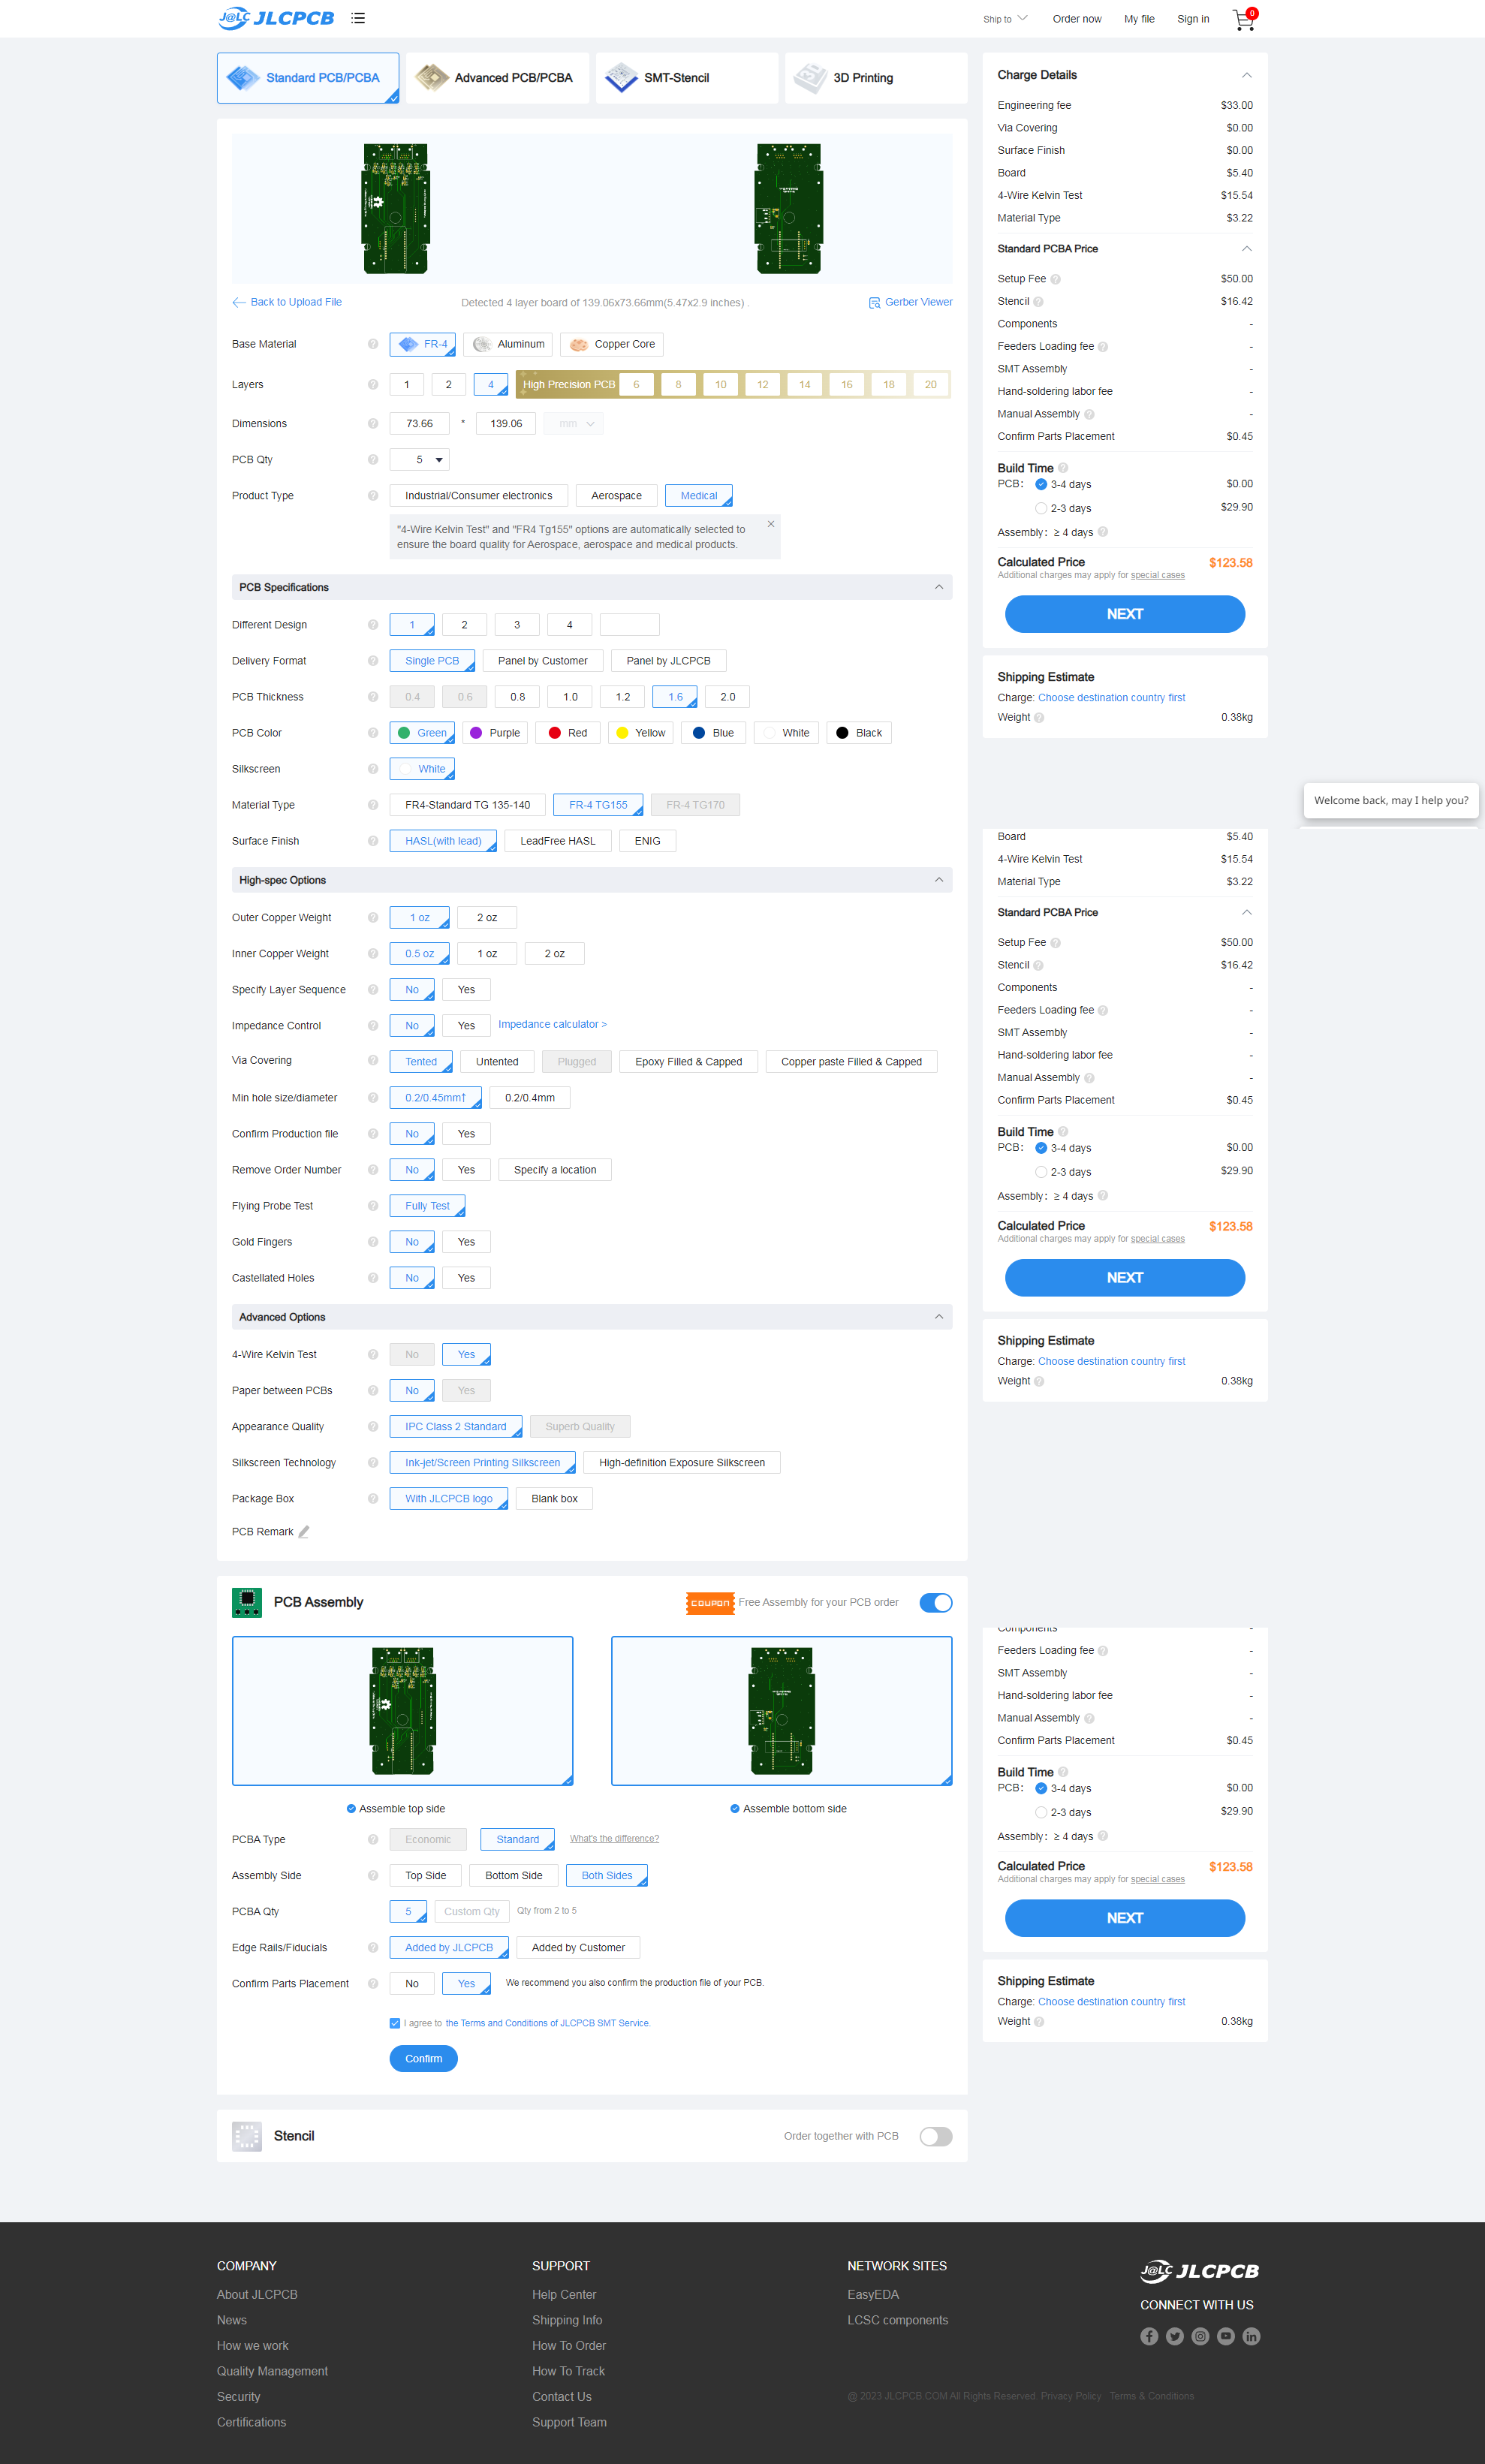 J@LC JLCPCB
Ship to
Order now
My file
Sign in
0
Standard PCB/PCBA
Advanced PCB/PCBA
SMT-Stencil
3D Printing
Back to Upload File
Detected 4 layer board of 139.06x73.66mm(5.47x2.9 inches) .
Gerber Viewer
Base Material ? FR-4 Aluminum Copper Core
Layers ? 1 2 4 High Precision PCB 6 8 10 12 14 16 18 20
Dimensions ? 73.66 * 139.06 mm
PCB Qty ? 5
Product Type ? Industrial/Consumer electronics Aerospace Medical
"4-Wire Kelvin Test" and "FR4 Tg155" options are automatically selected to
ensure the board quality for Aerospace, aerospace and medical products.
PCB Specifications
Different Design ? 1 2 3 4
Delivery Format ? Single PCB Panel by Customer Panel by JLCPCB
PCB Thickness ? 0.4 0.6 0.8 1.0 1.2 1.6 2.0
PCB Color ? Green Purple Red Yellow Blue White Black
Silkscreen ? White
Material Type ? FR4-Standard TG 135-140 FR-4 TG155 FR-4 TG170
Surface Finish ? HASL(with lead) LeadFree HASL ENIG
High-spec Options
Outer Copper Weight ? 1 oz 2 oz
Inner Copper Weight ? 0.5 oz 1 oz 2 oz
Specify Layer Sequence ? No Yes
Impedance Control ? No Yes Impedance calculator >
Via Covering ? Tented Untented Plugged Epoxy Filled & Capped Copper paste Filled & Capped
Min hole size/diameter ? 0.2/0.45mm† 0.2/0.4mm
Confirm Production file ? No Yes
Remove Order Number ? No Yes Specify a location
Flying Probe Test ? Fully Test
Gold Fingers ? No Yes
Castellated Holes ? No Yes
Advanced Options
4-Wire Kelvin Test ? No Yes
Paper between PCBs ? No Yes
Appearance Quality ? IPC Class 2 Standard Superb Quality
Silkscreen Technology ? Ink-jet/Screen Printing Silkscreen High-definition Exposure Silkscreen
Package Box ? With JLCPCB logo Blank box
PCB Remark
PCB Assembly
COUPON Free Assembly for your PCB order
Assemble top side
Assemble bottom side
PCBA Type ? Economic Standard What's the difference?
Assembly Side ? Top Side Bottom Side Both Sides
PCBA Qty ? 5 Custom Qty Qty from 2 to 5
Edge Rails/Fiducials ? Added by JLCPCB Added by Customer
Confirm Parts Placement ? No Yes We recommend you also confirm the production file of your PCB.
I agree to the Terms and Conditions of JLCPCB SMT Service.
Confirm
Stencil
Order together with PCB
Charge Details
Engineering fee $33.00
Via Covering $0.00
Surface Finish $0.00
Board $5.40
4-Wire Kelvin Test $15.54
Material Type $3.22
Standard PCBA Price
Setup Fee ? $50.00
Stencil ? $16.42
Components -
Feeders Loading fee ? -
SMT Assembly -
Hand-soldering labor fee -
Manual Assembly ? -
Confirm Parts Placement $0.45
Build Time ?
PCB: 3-4 days $0.00
2-3 days $29.90
Assembly: ≥ 4 days ?
Calculated Price $123.58
Additional charges may apply for special cases
NEXT
Shipping Estimate
Charge: Choose destination country first
Weight ? 0.38kg
Welcome back, may I help you?
Board $5.40
4-Wire Kelvin Test $15.54
Material Type $3.22
Standard PCBA Price
Setup Fee ? $50.00
Stencil ? $16.42
Components -
Feeders Loading fee ? -
SMT Assembly -
Hand-soldering labor fee -
Manual Assembly ? -
Confirm Parts Placement $0.45
Build Time ?
PCB: 3-4 days $0.00
2-3 days $29.90
Assembly: ≥ 4 days ?
Calculated Price $123.58
Additional charges may apply for special cases
NEXT
Shipping Estimate
Charge: Choose destination country first
Weight ? 0.38kg
Components -
Feeders Loading fee ? -
SMT Assembly -
Hand-soldering labor fee -
Manual Assembly ? -
Confirm Parts Placement $0.45
Build Time ?
PCB: 3-4 days $0.00
2-3 days $29.90
Assembly: ≥ 4 days ?
Calculated Price $123.58
Additional charges may apply for special cases
NEXT
Shipping Estimate
Charge: Choose destination country first
Weight ? 0.38kg
COMPANY
About JLCPCB
News
How we work
Quality Management
Security
Certifications
SUPPORT
Help Center
Shipping Info
How To Order
How To Track
Contact Us
Support Team
NETWORK SITES
EasyEDA
LCSC components
J@LC JLCPCB
CONNECT WITH US
@ 2023 JLCPCB.COM All Rights Reserved. Privacy Policy Terms & Conditions